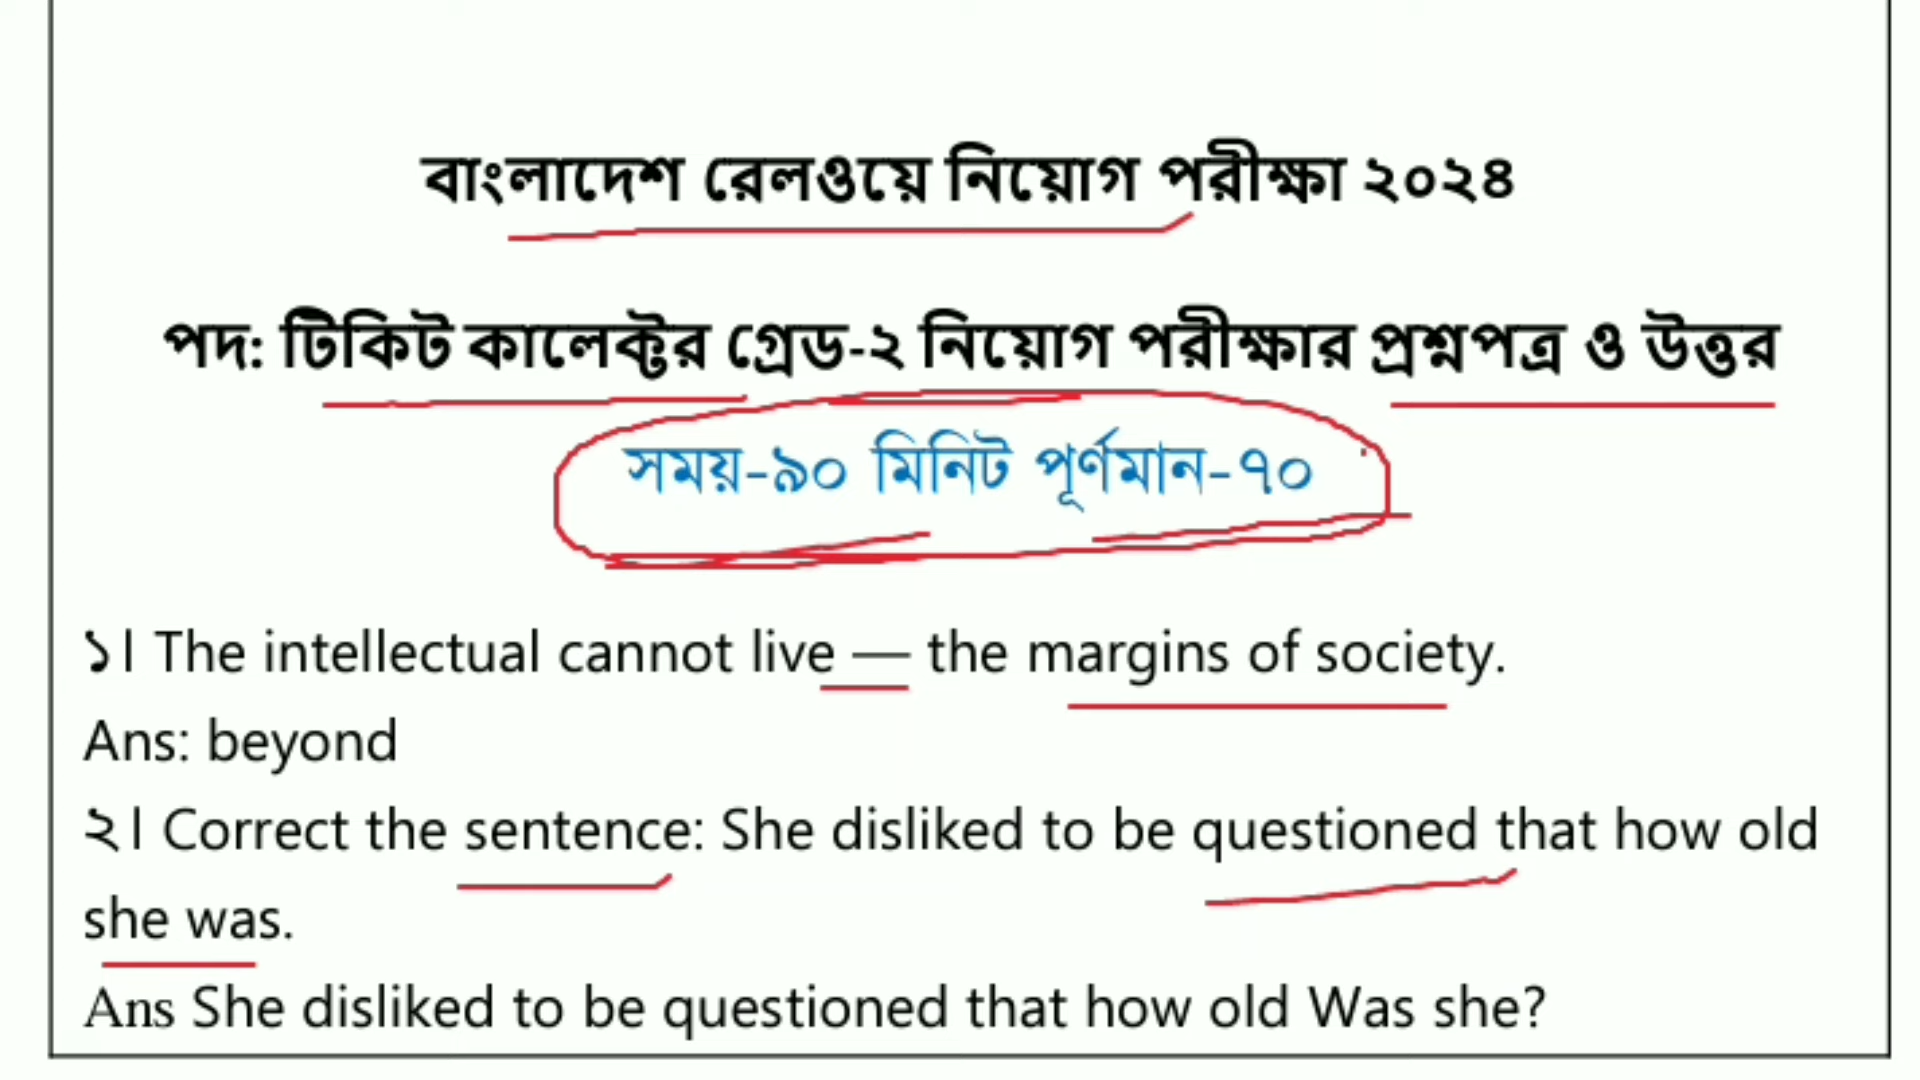 বাংলাদেশ রেলওয়ে নিয়োগ পরীক্ষা ২০২৪
পদ: টিকিট কালেক্টর গ্রেড-২ নিয়োগ পরীক্ষার প্রশ্নপত্র ও উত্তর
সময়-৯০ মিনিট পূর্ণমান-৭০
১। The intellectual cannot live — the margins of society.
Ans: beyond
২। Correct the sentence: She disliked to be questioned that how old
she was.
Ans She disliked to be questioned that how old Was she?